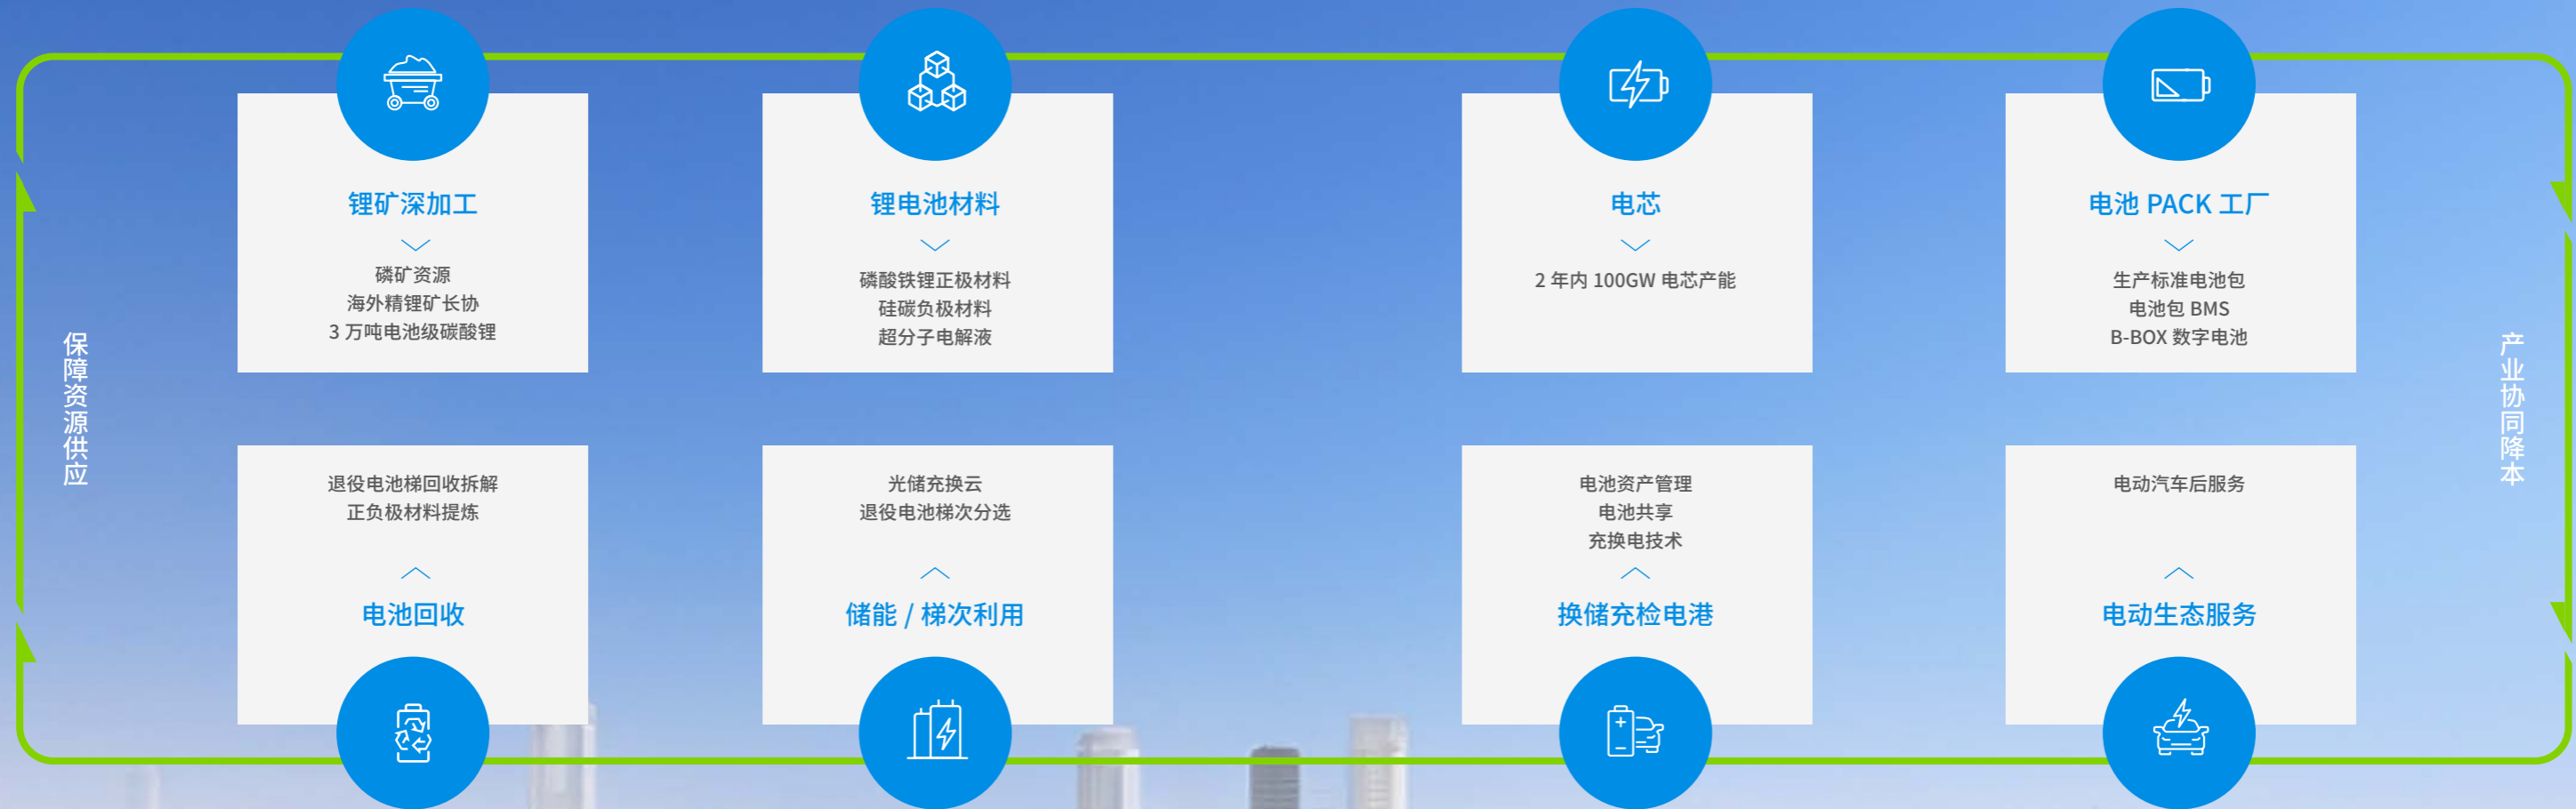 锂矿深加工
磷矿资源
海外精锂矿长协
3 万吨电池级碳酸锂
锂电池材料
磷酸铁锂正极材料
硅碳负极材料
超分子电解液
电芯
2 年内 100GW 电芯产能
电池 PACK 工厂
生产标准电池包
电池包 BMS
B-BOX 数字电池
保障资源供应
产业协同降本
退役电池梯回收拆解
正负极材料提炼
电池回收
光储充换云
退役电池梯次分选
储能 / 梯次利用
电池资产管理
电池共享
充换电技术
换储充检电港
电动汽车后服务
电动生态服务